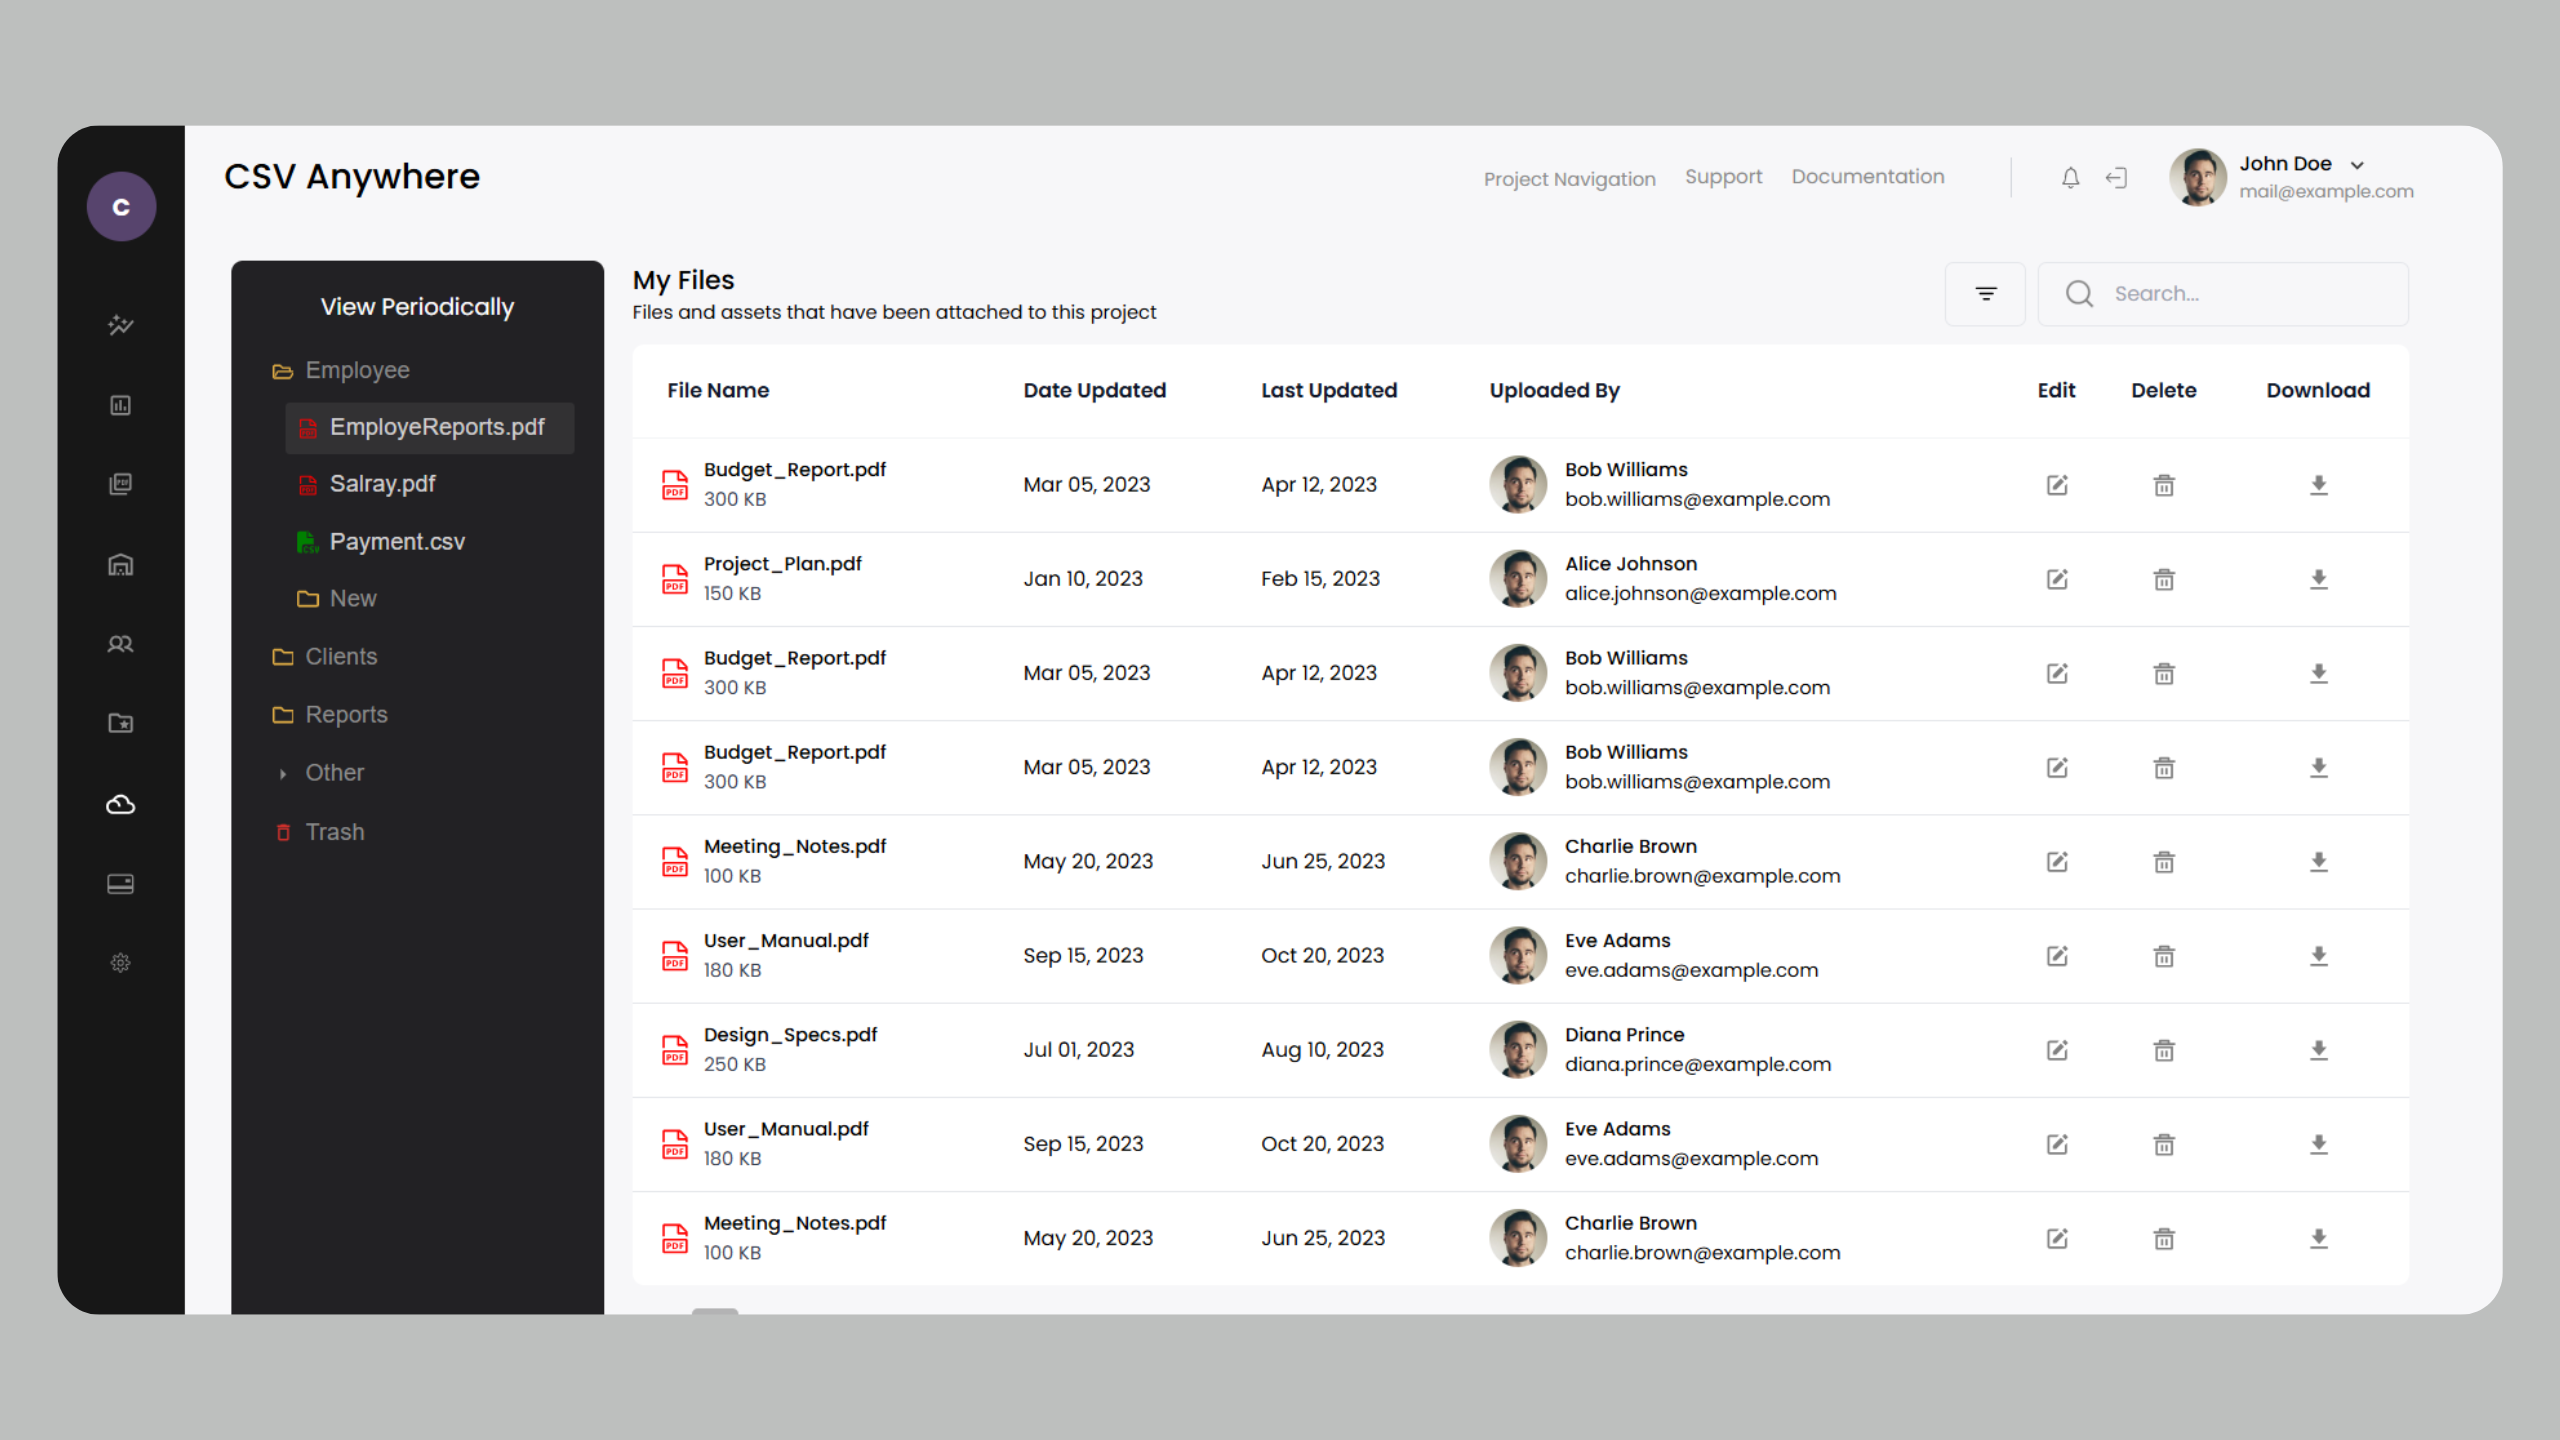 C
CSV Anywhere
Project Navigation Support Documentation
John Doe
mail@example.com
View Periodically
Employee
EmployeReports.pdf
Salray.pdf
Payment.csv
New
Clients
Reports
Other
Trash
My Files
Files and assets that have been attached to this project
Search...
File Name Date Updated Last Updated Uploaded By Edit Delete Download
PDF Budget_Report.pdf Mar 05, 2023 Apr 12, 2023 Bob Williams
300 KB bob.williams@example.com
PDF Project_Plan.pdf Jan 10, 2023 Feb 15, 2023 Alice Johnson
150 KB alice.johnson@example.com
PDF Budget_Report.pdf Mar 05, 2023 Apr 12, 2023 Bob Williams
300 KB bob.williams@example.com
PDF Budget_Report.pdf Mar 05, 2023 Apr 12, 2023 Bob Williams
300 KB bob.williams@example.com
PDF Meeting_Notes.pdf May 20, 2023 Jun 25, 2023 Charlie Brown
100 KB charlie.brown@example.com
PDF User_Manual.pdf Sep 15, 2023 Oct 20, 2023 Eve Adams
180 KB eve.adams@example.com
PDF Design_Specs.pdf Jul 01, 2023 Aug 10, 2023 Diana Prince
250 KB diana.prince@example.com
PDF User_Manual.pdf Sep 15, 2023 Oct 20, 2023 Eve Adams
180 KB eve.adams@example.com
PDF Meeting_Notes.pdf May 20, 2023 Jun 25, 2023 Charlie Brown
100 KB charlie.brown@example.com